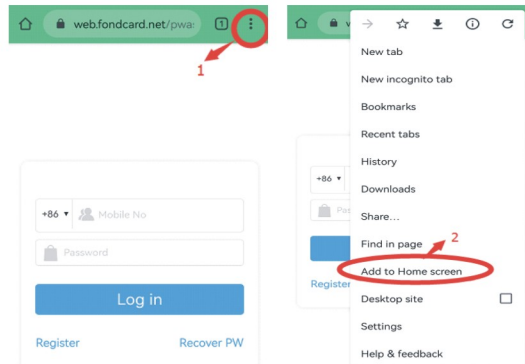 web.fondcard.net/pwa
1
1
+86
Mobile No
Password
Log in
Register
Recover PW
New tab
New incognito tab
Bookmarks
Recent tabs
History
Downloads
Share...
Find in page
2
Add to Home screen
Desktop site
Settings
Help & feedback
+86
Pas
Register